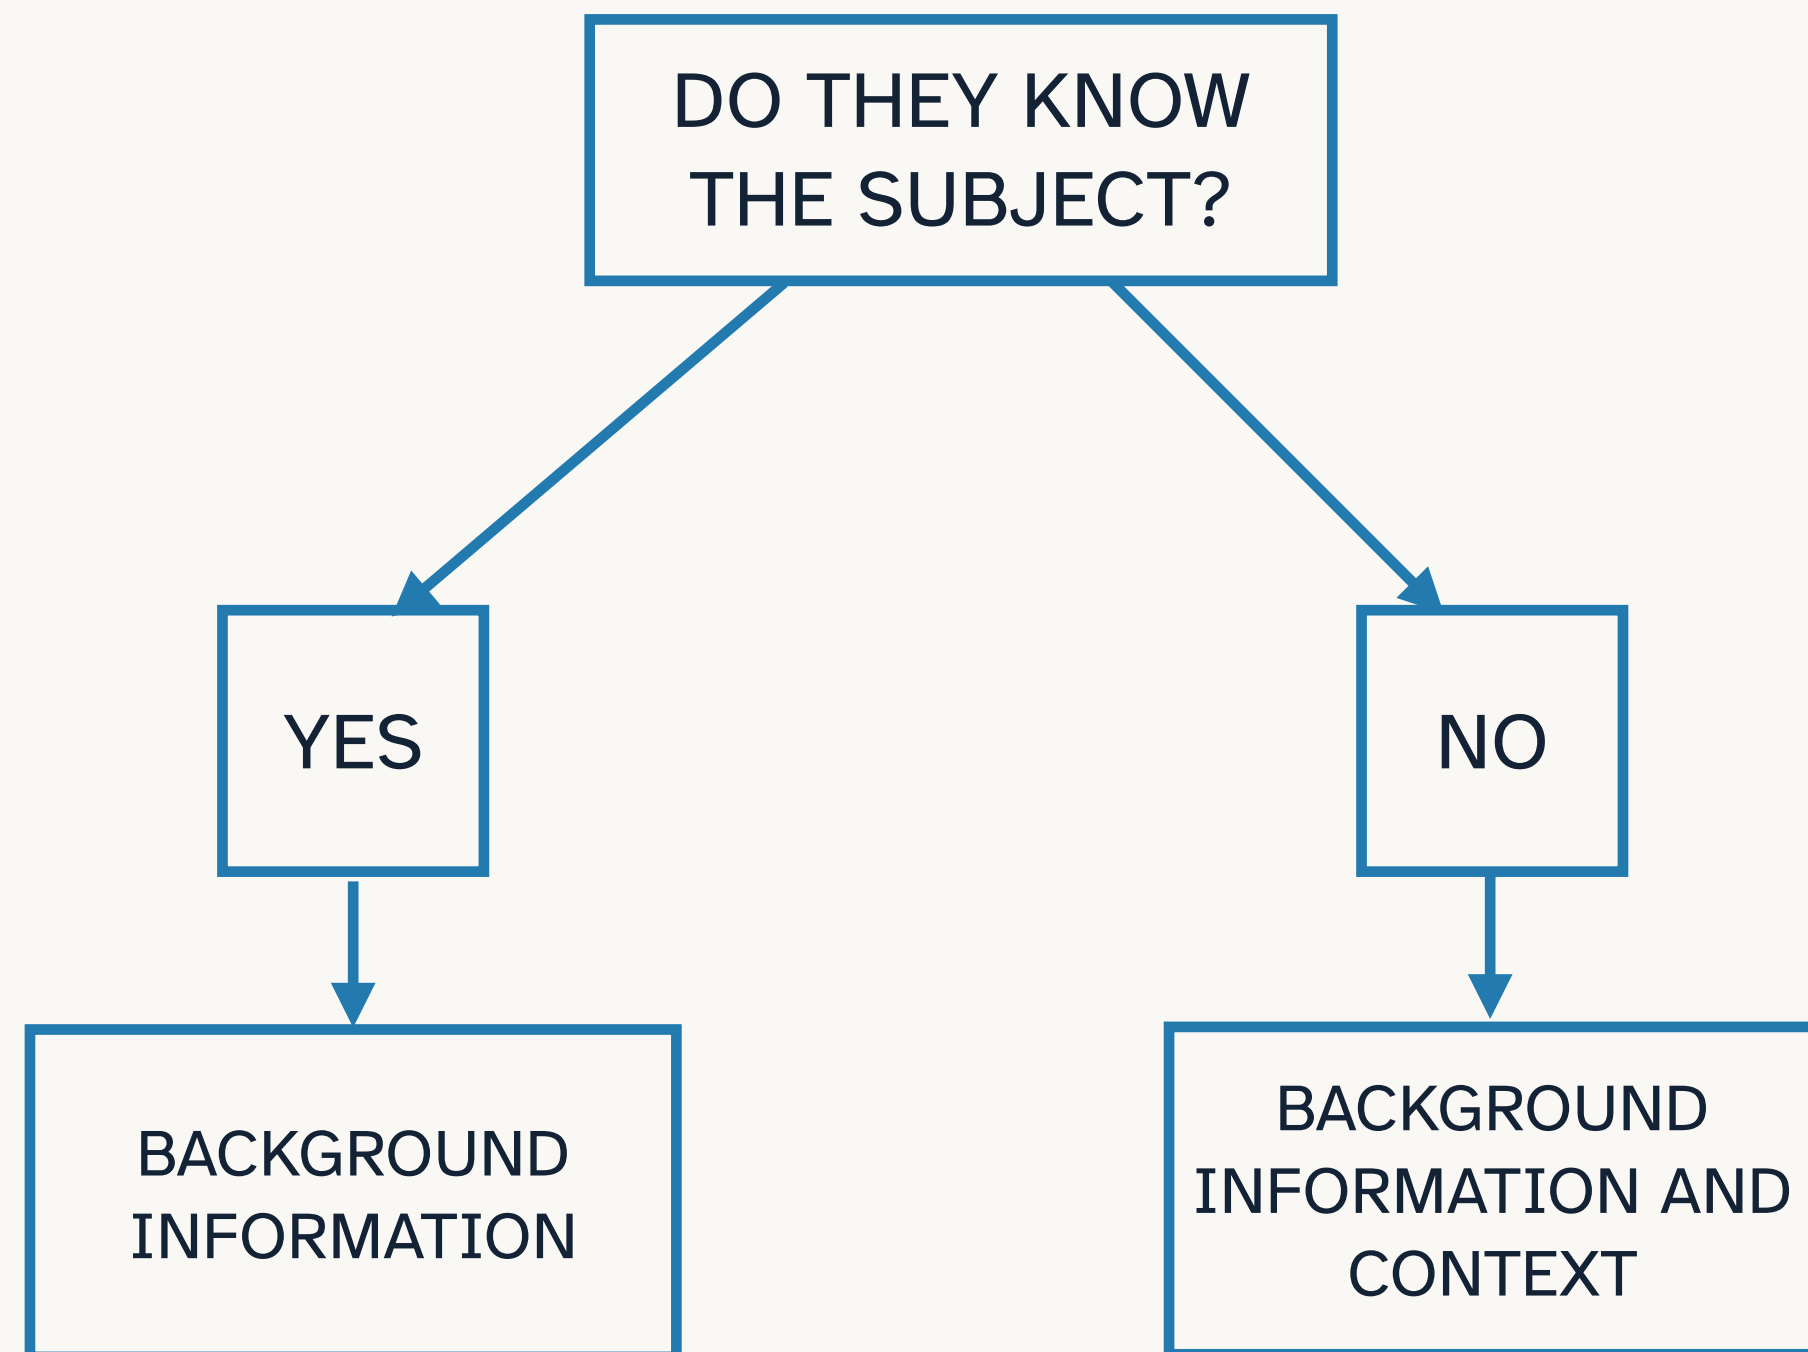 DO THEY KNOW
THE SUBJECT?
YES
NO
BACKGROUND
INFORMATION
BACKGROUND
INFORMATION AND
CONTEXT